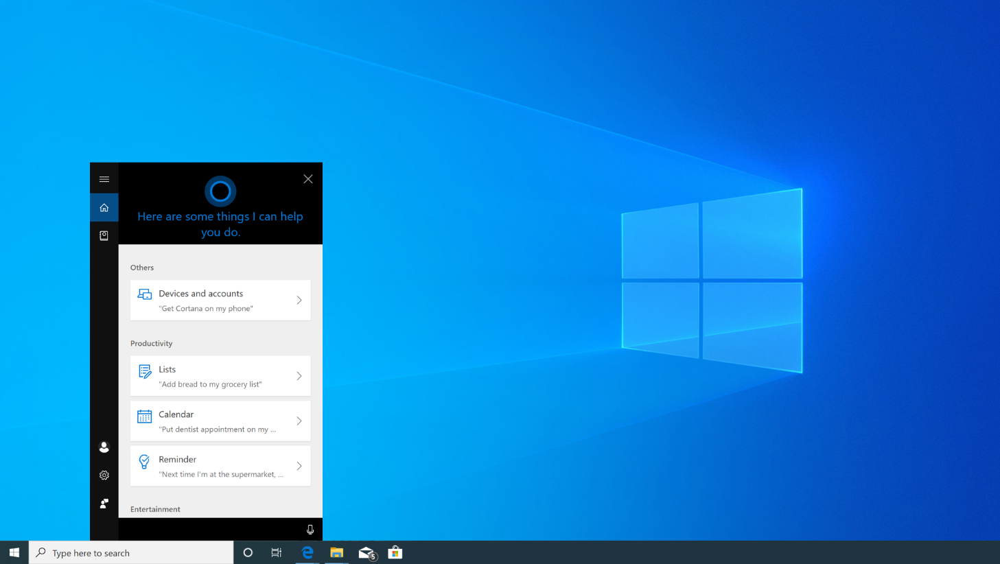 Here are some things I can help
you do.
Others
Devices and accounts
"Get Cortana on my phone"
Productivity
Lists
"Add bread to my grocery list"
Calendar
"Put dentist appointment on my ...
Reminder
"Next time I'm at the supermarket, ...
Entertainment
Type here to search
5